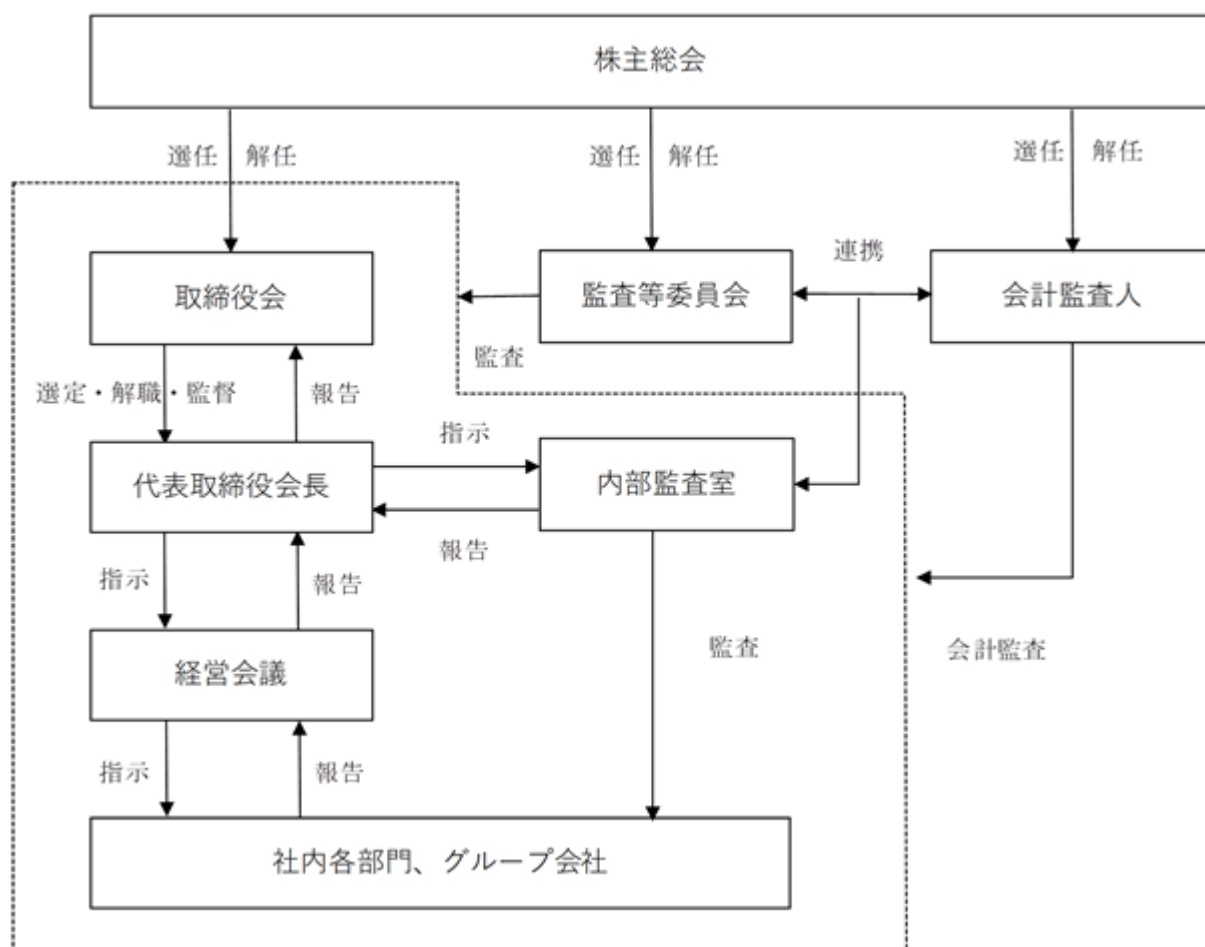 株主総会
選任 解任
選任 解任
選任 解任
連携
取締役会
監査等委員会
会計監査人
監査
選定・解職・監督
報告
指示
代表取締役会長
内部監査室
報告
指示
報告
監査
会計監査
経営会議
指示
報告
社内各部門、グループ会社